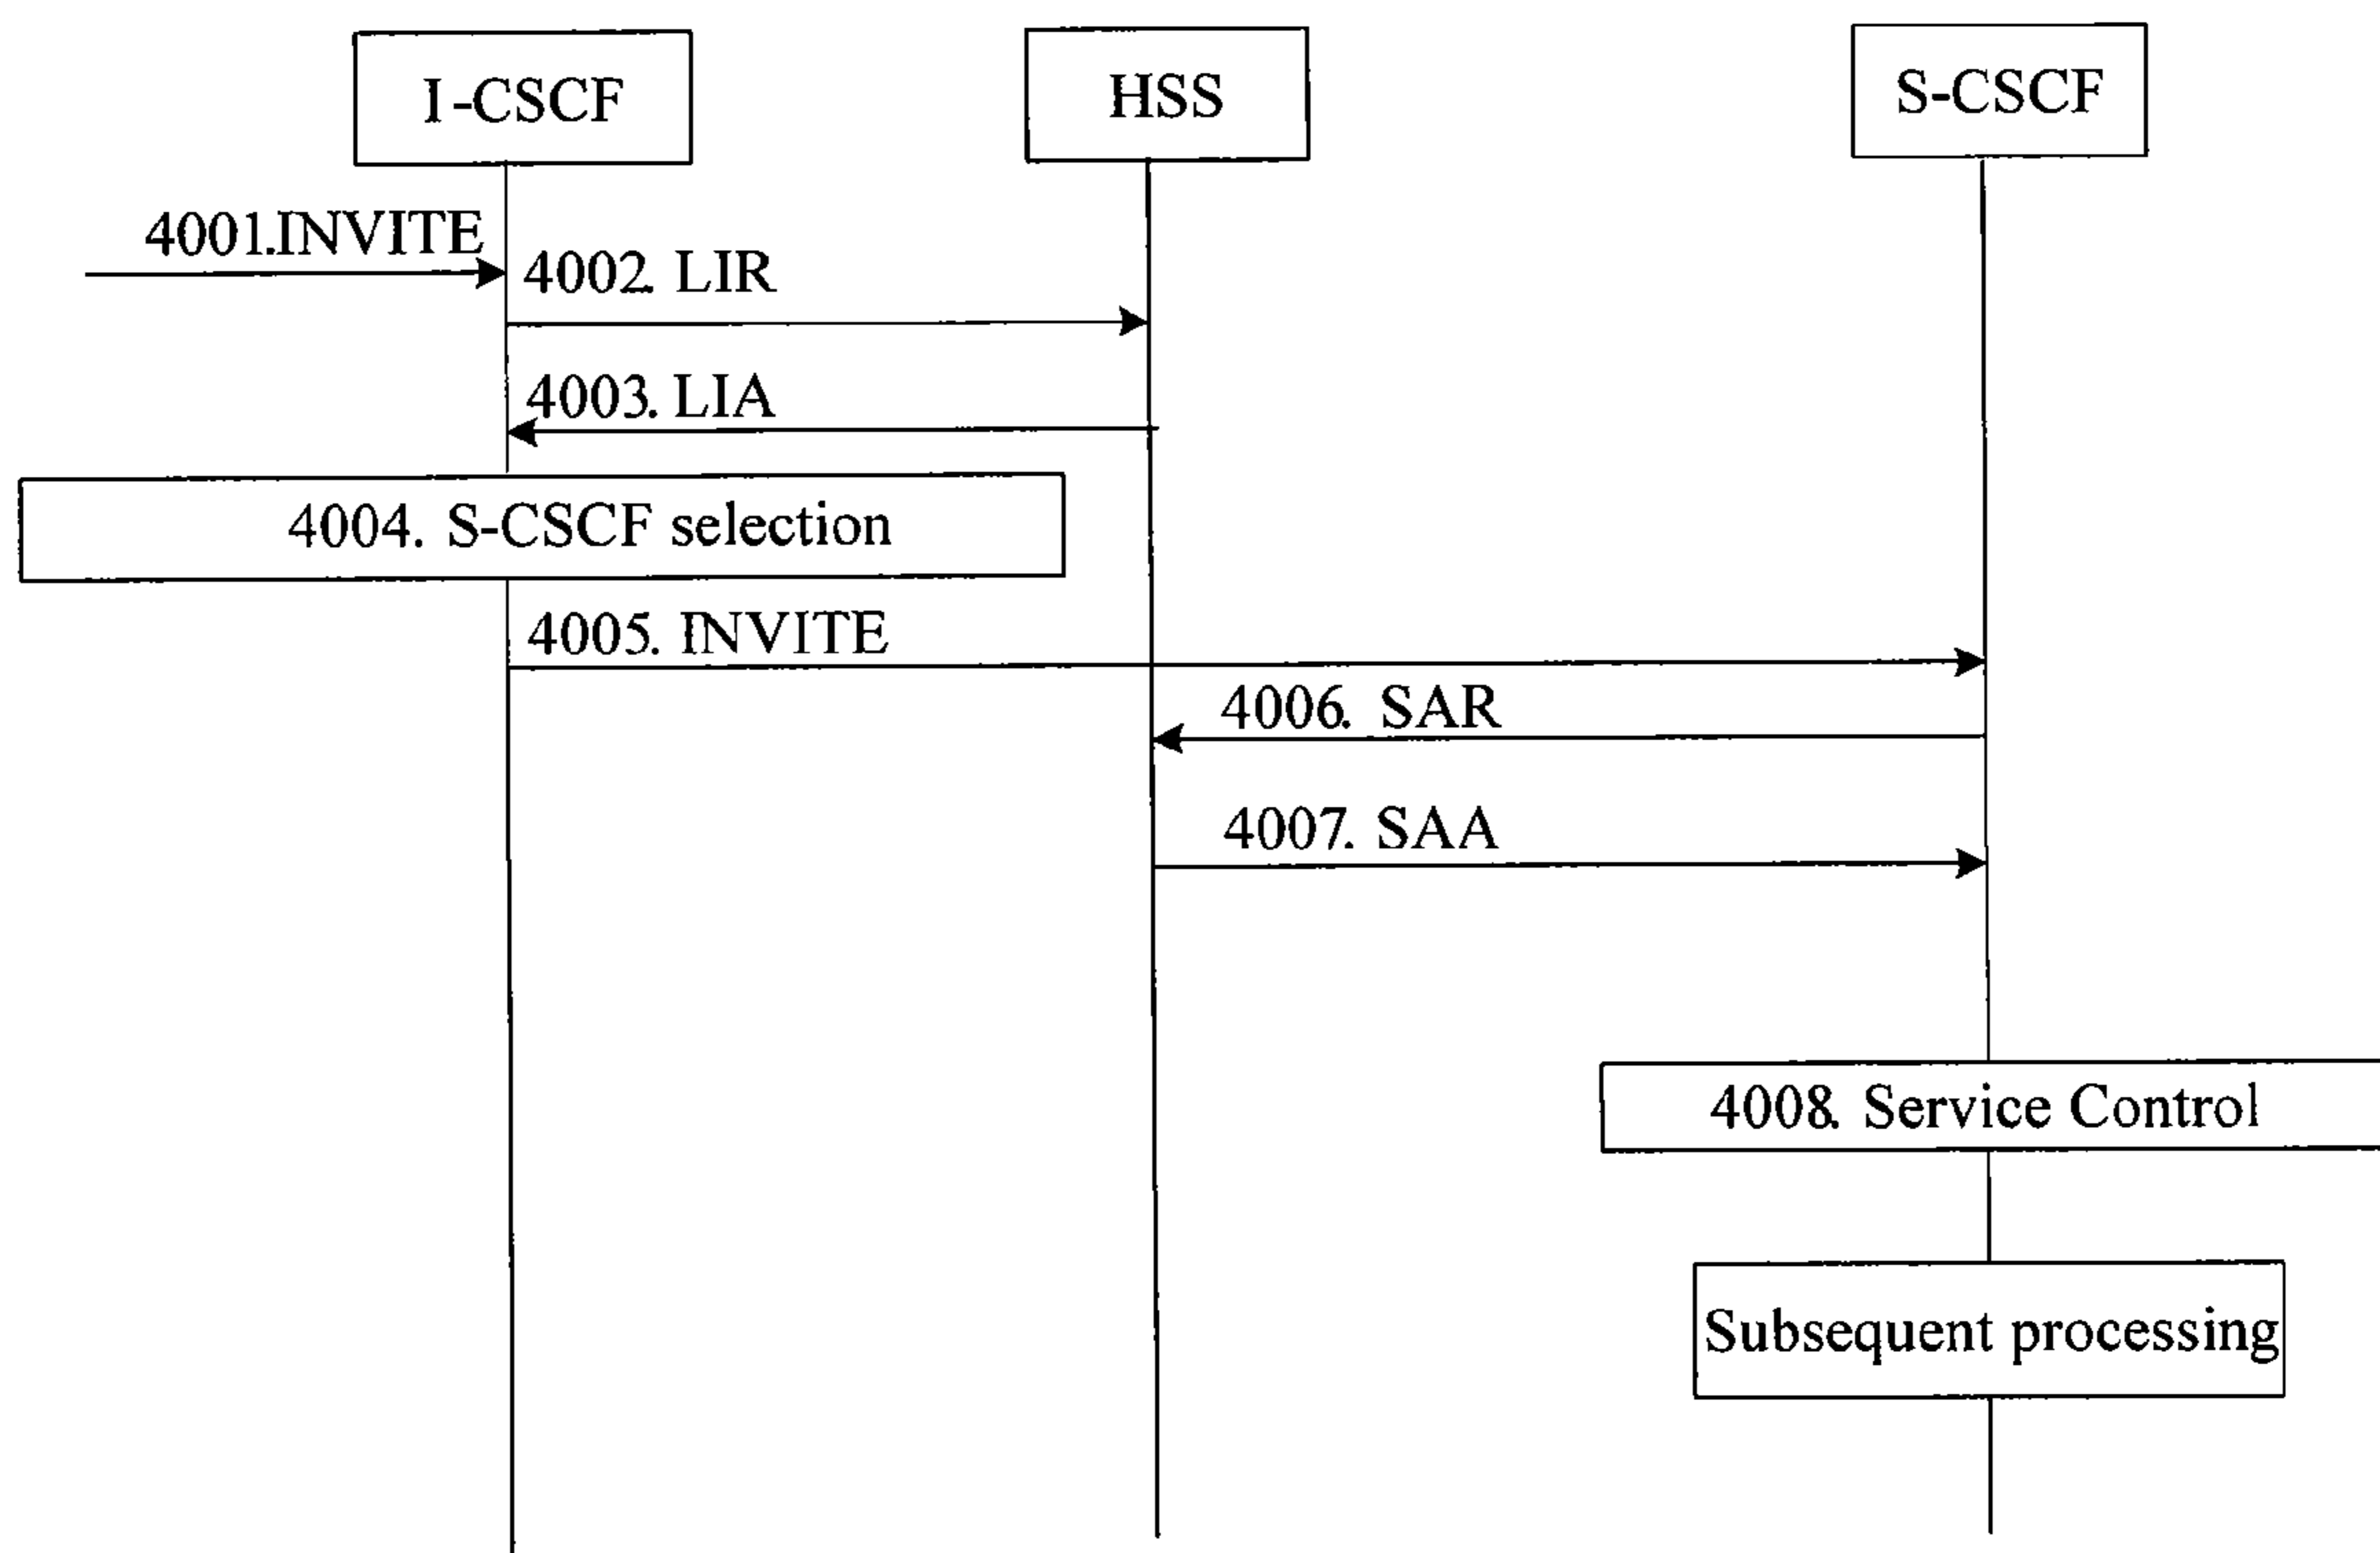 I-CSCF
HSS
S-CSCF
4001.INVITE
4002. LIR
4003. LIA
4004. S-CSCF selection
4005. INVITE
4006. SAR
4007. SAA
4008. Service Control
Subsequent processing